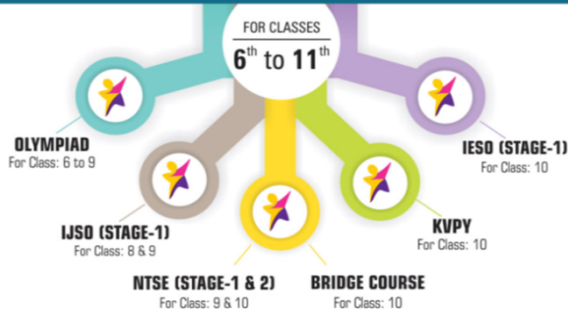 FOR CLASSES
6th to 11th
OLYMPIAD
For Class: 6 to 9
IJSO (STAGE-1)
For Class: 8 & 9
NTSE (STAGE-1 & 2)
For Class: 9 & 10
BRIDGE COURSE
For Class: 10
KVPY
For Class: 10
IESO (STAGE-1)
For Class: 10